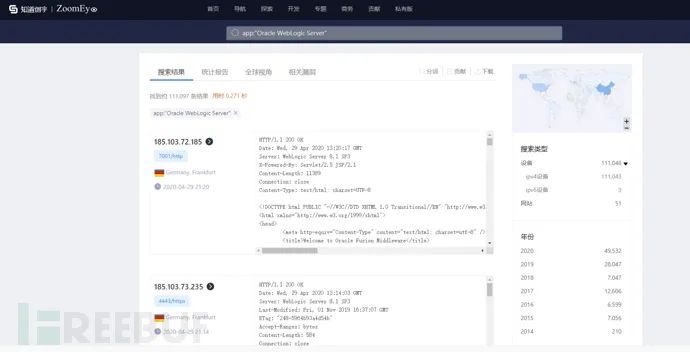 知道创宇 ZoomEye
首页 导航 探索 开发 专题 商务 贡献 私有版
app:"Oracle WebLogic Server"
搜索结果 统计报告 全球视角 相关漏洞
分词 贡献 下载
找到约 111,097 条结果 用时 0.271 秒
app:"Oracle WebLogic Server" ×
185.103.72.185
7001/http
Germany, Frankfurt
2020-04-29 21:20
HTTP/1.1 200 OK
Date: Wed, 29 Apr 2020 13:20:17 GMT
Server: WebLogic Server 8.1 SP3
X-Powered-By: Servlet/2.5 JSP/2.1
Content-Length: 11389
Connection: close
Content-Type: text/html; charset=UTF-8
<!DOCTYPE html PUBLIC "-//W3C//DTD XHTML 1.0 Transitional//EN" "http://www.w3.
<html xmlns="http://www.w3.org/1999/xhtml">
<head>
<meta http-equiv="Content-Type" content="text/html; charset=utf-8" />
<title>Welcome to Oracle Fusion Middleware</title>
185.103.73.235
4443/https
Germany, Frankfurt
2020-04-29 21:14
HTTP/1.1 200 OK
Date: Wed, 29 Apr 2020 13:14:03 GMT
Server: WebLogic Server 8.1 SP3
Last-Modified: Fri, 01 Nov 2019 16:37:07 GMT
Accept-Ranges: bytes
Content-Length: 584
Connection: close
+
−
搜索类型
设备 111,046
ipv4设备 111,043
ipv6设备 3
网站 51
年份
2020 49,532
2019 28,047
2018 7,047
2017 12,606
2016 6,599
2015 7,056
2014 210
FREEBUF